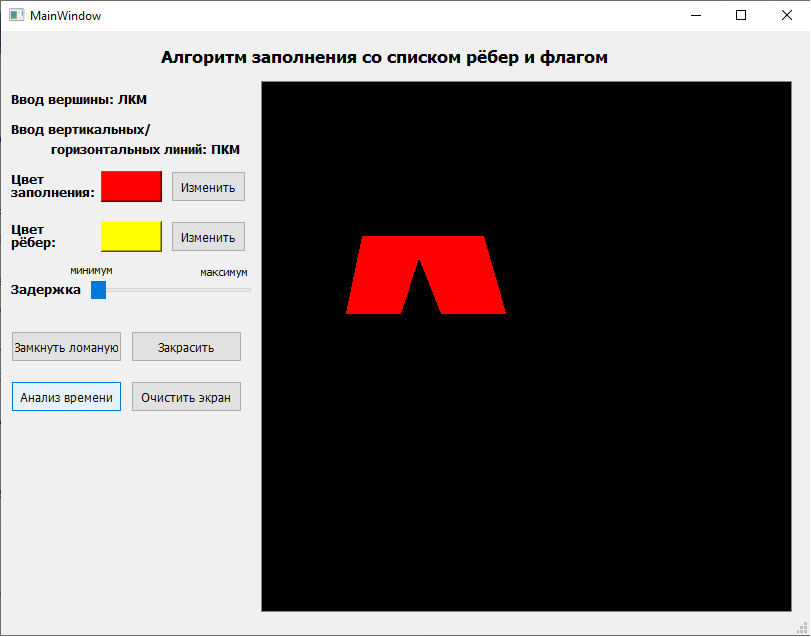 MainWindow
Алгоритм заполнения со списком рёбер и флагом
Ввод вершины: ЛКМ
Ввод вертикальных/
горизонтальных линий: ПКМ
Цвет
заполнения:
Изменить
Цвет
рёбер:
Изменить
минимум
максимум
Задержка
Замкнуть ломаную
Закрасить
Анализ времени
Очистить экран